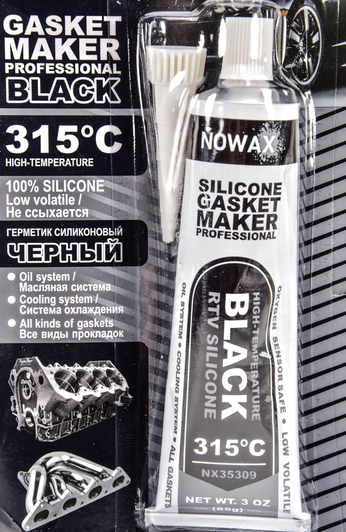 GASKET
MAKER
PROFESSIONAL
BLACK
315°C
HIGH-TEMPERATURE
100% SILICONE
Low volatile /
Не ссыхается
ГЕРМЕТИК СИЛИКОНОВЫЙ
ЧЕРНЫЙ
Oil system /
Масляная система
Cooling system /
Система охлаждения
All kinds of gaskets
Все виды прокладок
NOWAX
SILICONE
GASKET
MAKER
PROFESSIONAL
OIL SYSTEM • COOLING SYSTEM • ALL GASKETS
OXYGEN SENSOR SAFE • LOW VOLATILE
HIGH-TEMPERATURE
BLACK
RTV SILICONE
315°C
NX35309
NET WT. 3 OZ
(85g)